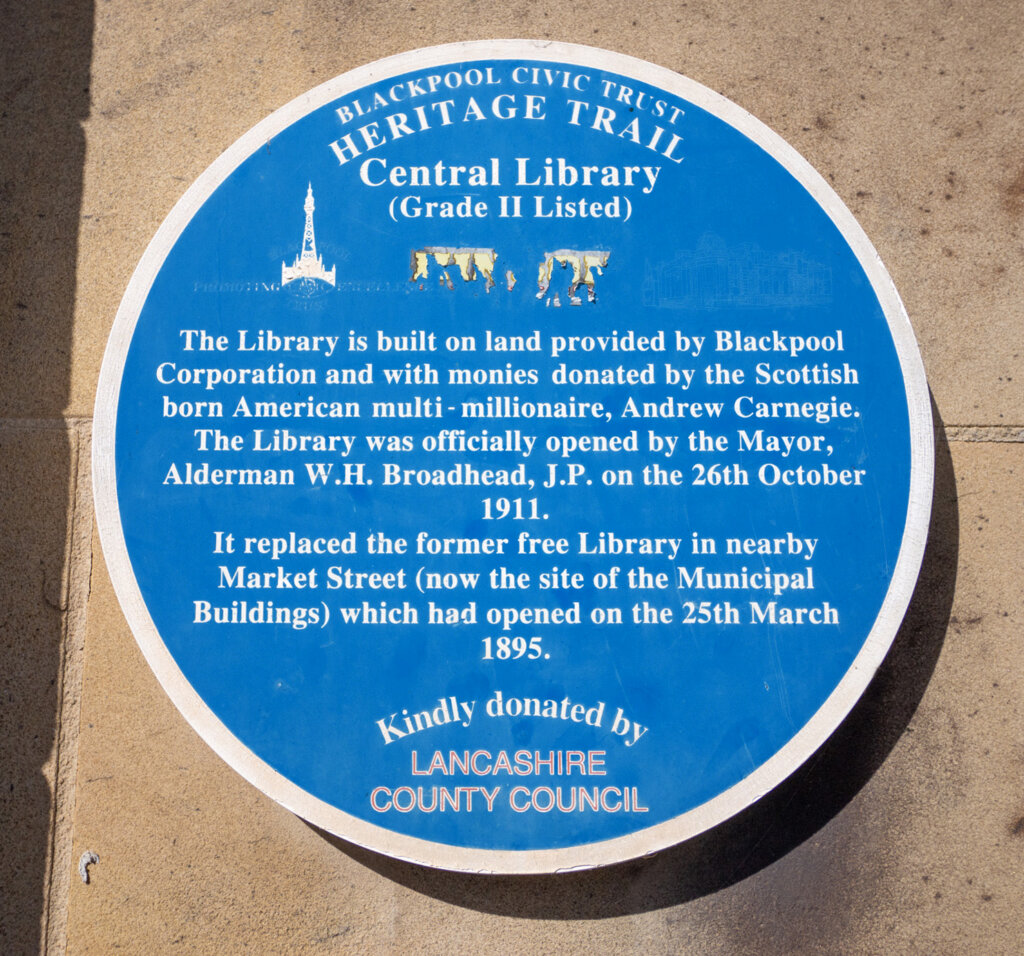 BLACKPOOL CIVIC TRUST
HERITAGE TRAIL
Central Library
(Grade II Listed)
PROMOTING
The Library is built on land provided by Blackpool
Corporation and with monies donated by the Scottish
born American multi-millionaire, Andrew Carnegie.
The Library was officially opened by the Mayor,
Alderman W.H. Broadhead, J.P. on the 26th October
1911.
It replaced the former free Library in nearby
Market Street (now the site of the Municipal
Buildings) which had opened on the 25th March
1895.
Kindly donated by
LANCASHIRE
COUNTY COUNCIL